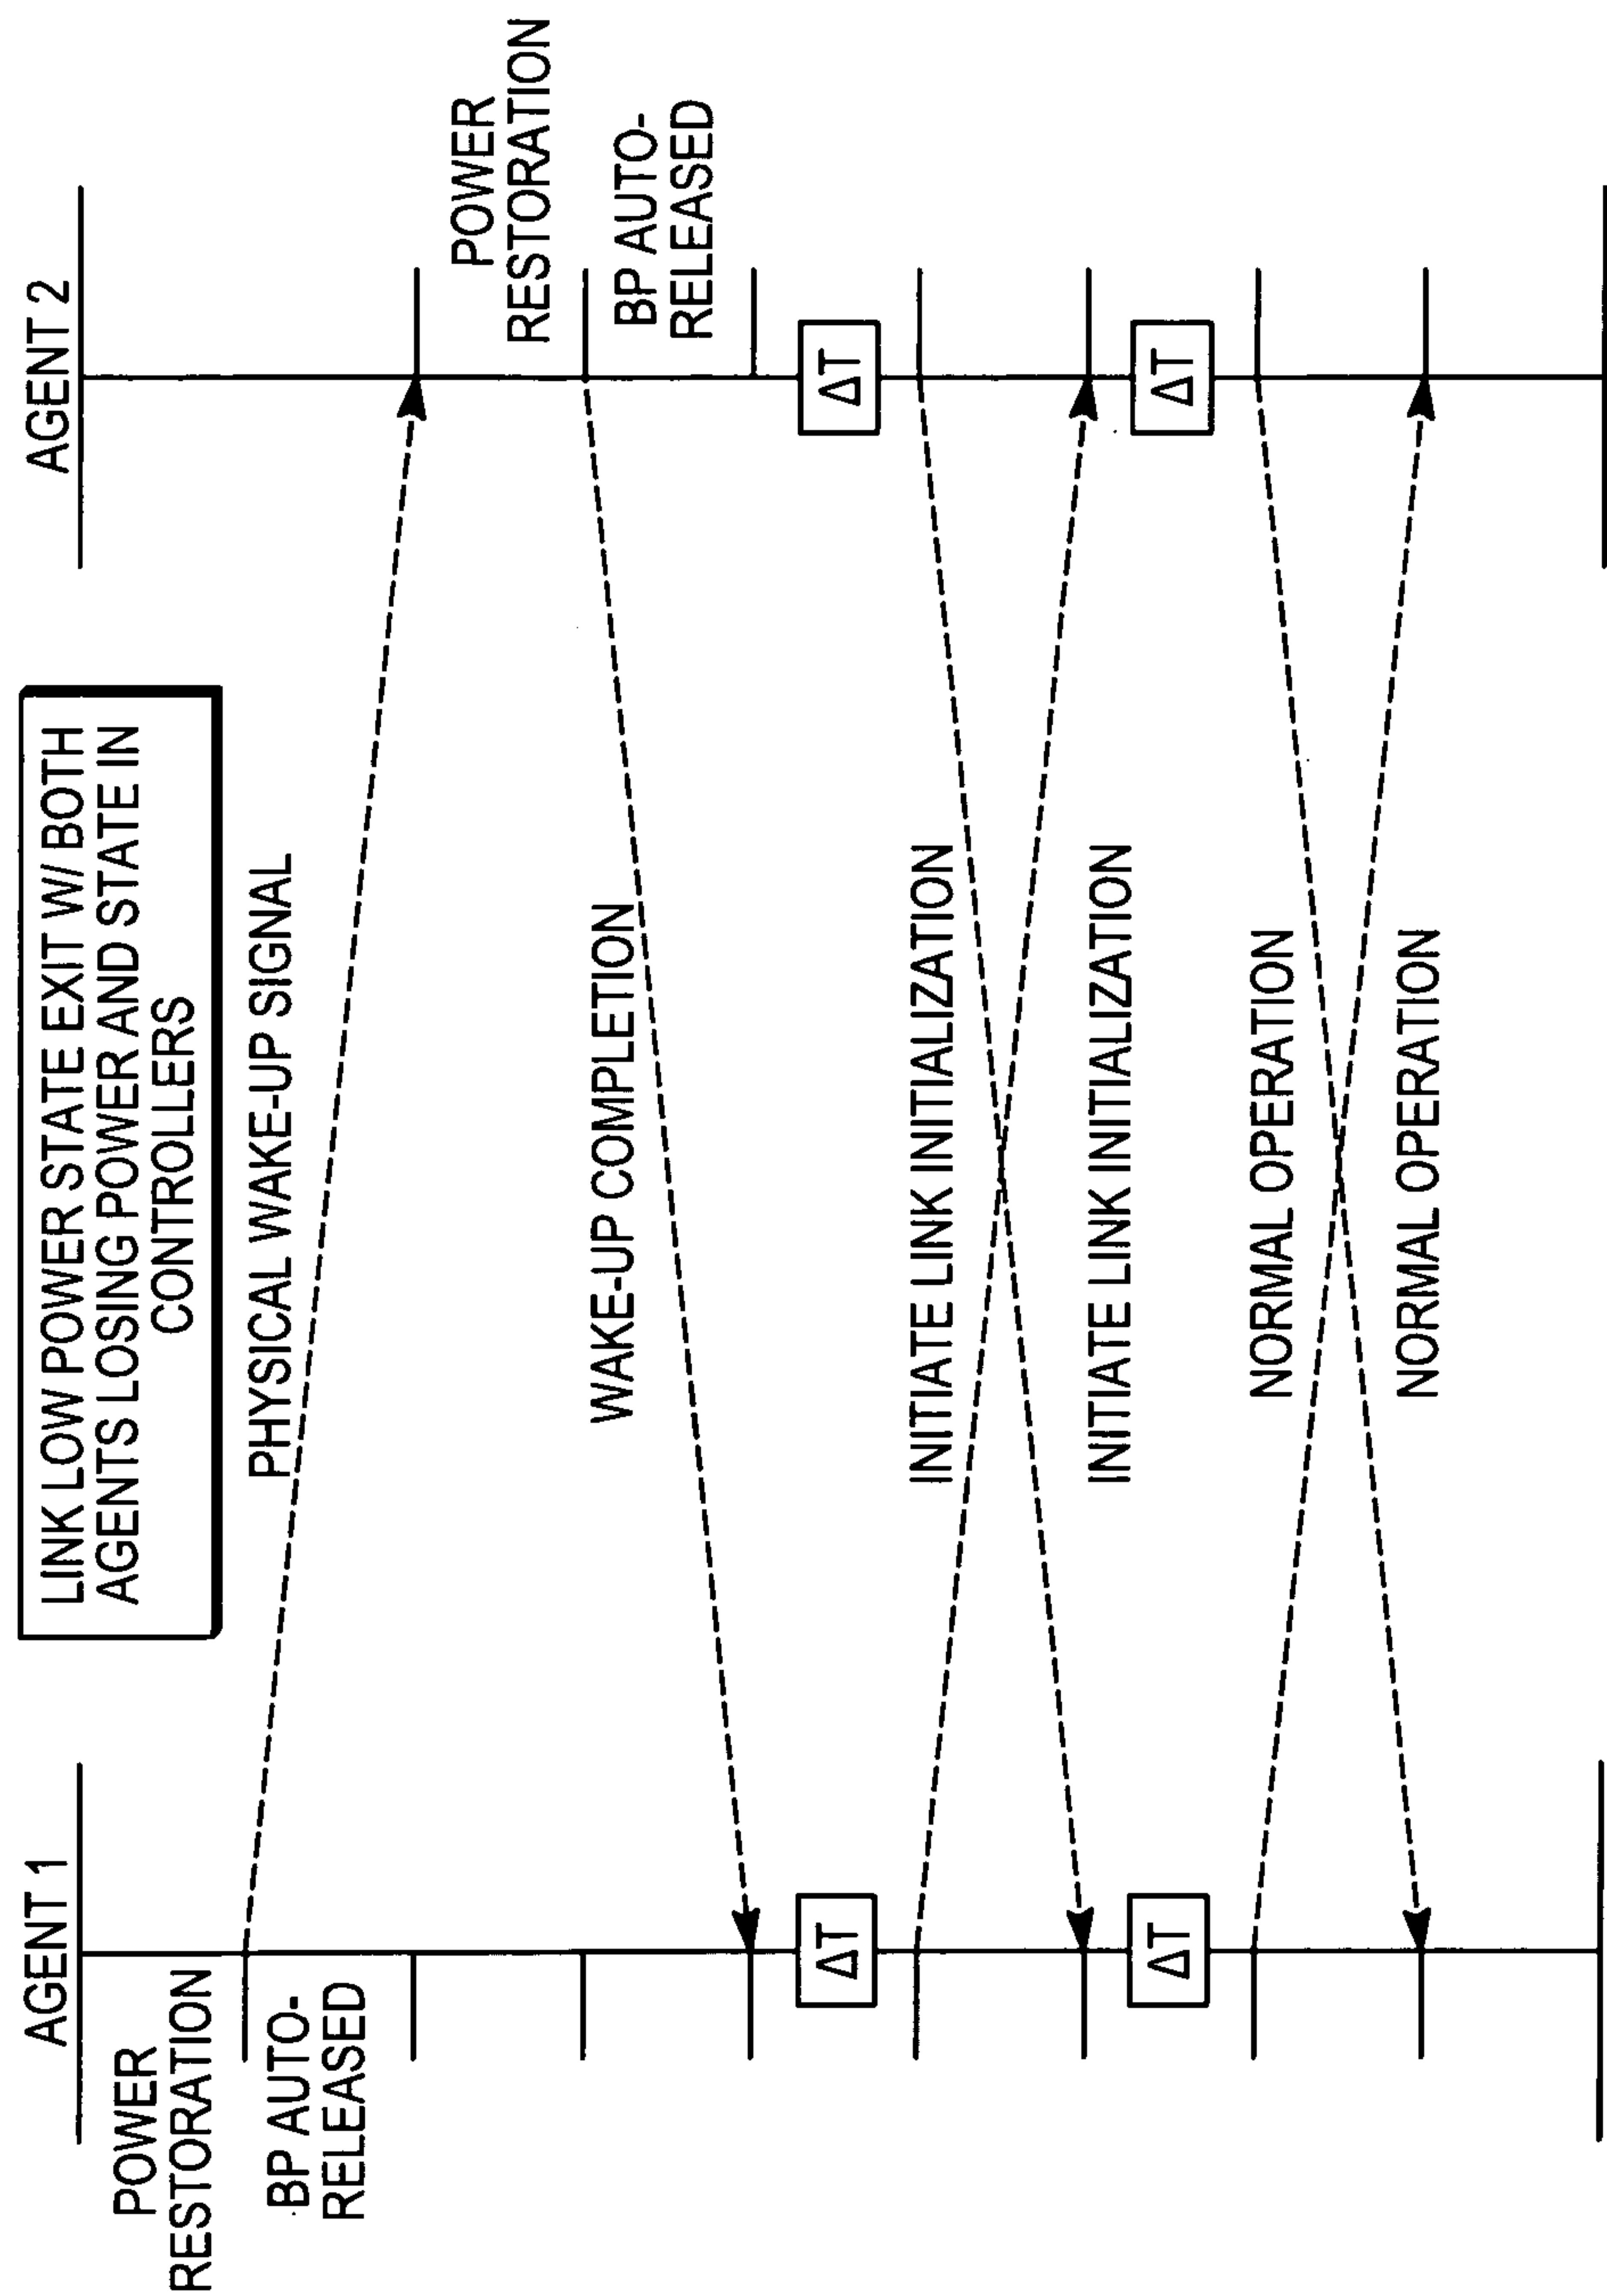 AGENT 1
AGENT 2
LINK LOW POWER STATE EXIT W/ BOTH
AGENTS LOSING POWER AND STATE IN
CONTROLLERS
POWER
RESTORATION
BP AUTO-
RELEASED
PHYSICAL WAKE-UP SIGNAL
POWER
RESTORATION
BP AUTO-
RELEASED
WAKE-UP COMPLETION
ΔT
ΔT
INITIATE LINK INITIALIZATION
INITIATE LINK INITIALIZATION
ΔT
ΔT
NORMAL OPERATION
NORMAL OPERATION